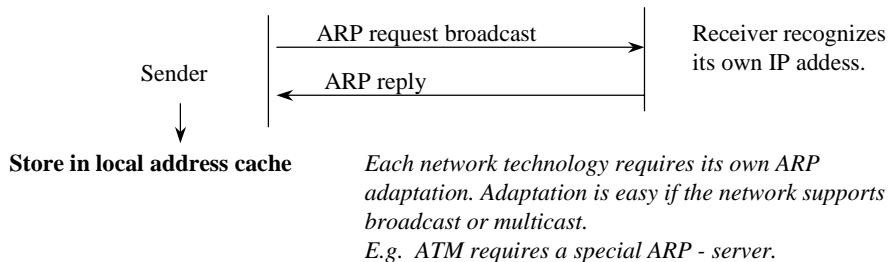 ARP request broadcast
Receiver recognizes
its own IP addess.
Sender
ARP reply
Store in local address cache
Each network technology requires its own ARP
adaptation. Adaptation is easy if the network supports
broadcast or multicast.
E.g. ATM requires a special ARP - server.